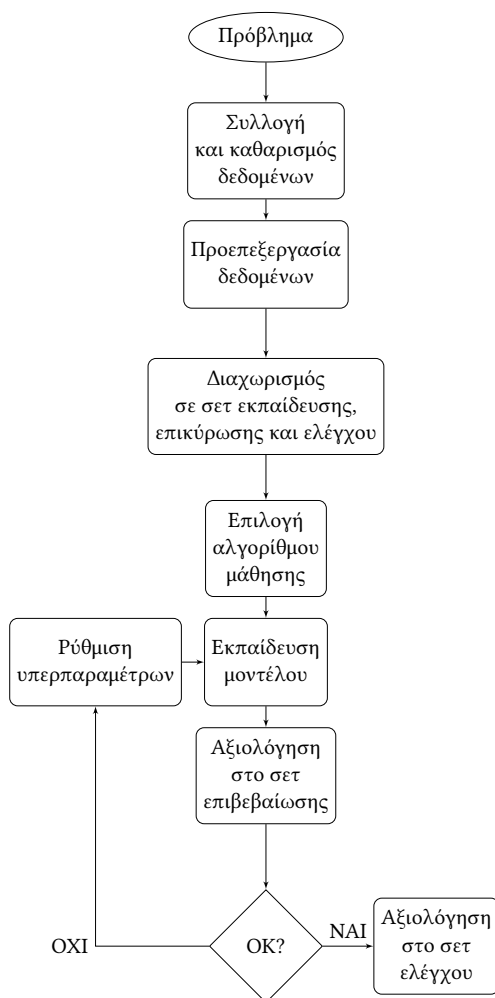 Πρόβλημα
Συλλογή
και καθαρισμός
δεδομένων
Προεπεξεργασία
δεδομένων
Διαχωρισμός
σε σετ εκπαίδευσης,
επικύρωσης και ελέγχου
Επιλογή
αλγορίθμου
μάθησης
Ρύθμιση
υπερπαραμέτρων
Εκπαίδευση
μοντέλου
Αξιολόγηση
στο σετ
επιβεβαίωσης
ΟΧΙ
OK?
ΝΑΙ
Αξιολόγηση
στο σετ
ελέγχου